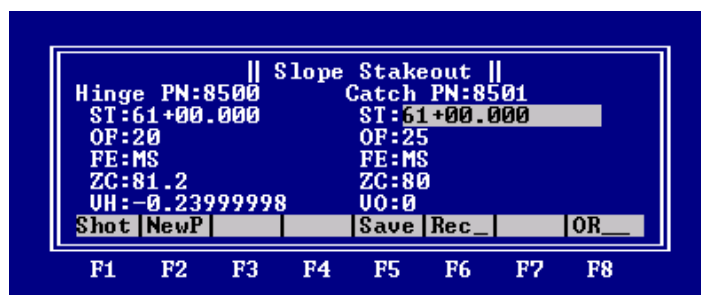 || Slope Stakeout ||
Hinge PN:8500 Catch PN:8501
ST:61+00.000 ST:61+00.000
OF:20 OF:25
FE:MS FE:MS
ZC:81.2 ZC:80
VH:-0.23999998 VO:0
Shot NewP Save Rec_ OR__
F1 F2 F3 F4 F5 F6 F7 F8